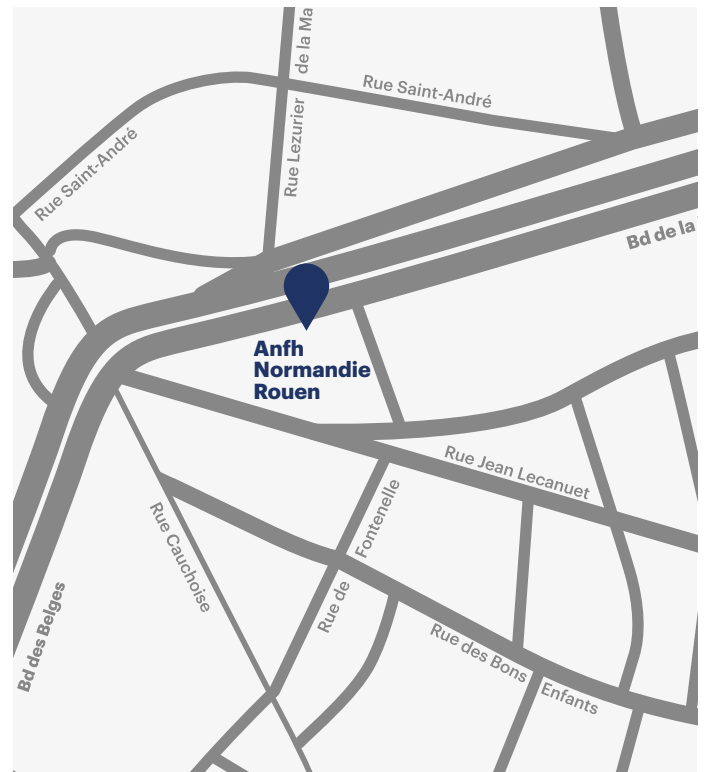 de la Ma
Rue Saint-André
Rue Lezurier
Rue Saint-André
Bd de la
Anfh
Normandie
Rouen
Rue Jean Lecanuet
Fontenelle
Rue de
Rue Cauchoise
Bd des Belges
Rue des Bons
Enfants